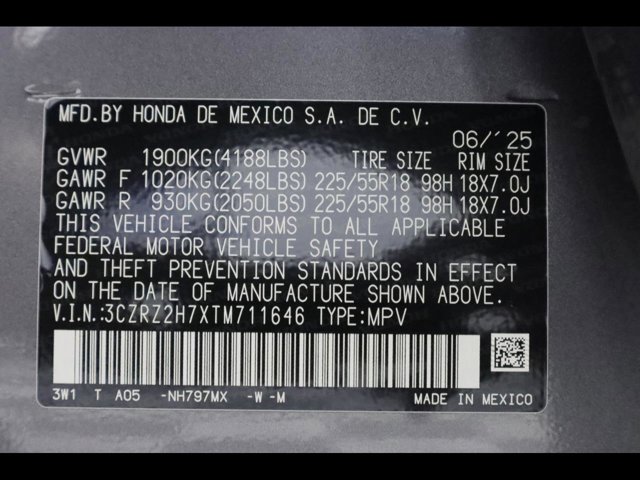 MFD.BY HONDA DE MEXICO S.A. DE C.V.
06/'25
GVWR 1900KG(4188LBS) TIRE SIZE RIM SIZE
GAWR F 1020KG(2248LBS) 225/55R18 98H 18X7.0J
GAWR R 930KG(2050LBS) 225/55R18 98H 18X7.0J
THIS VEHICLE CONFORMS TO ALL APPLICABLE
FEDERAL MOTOR VEHICLE SAFETY
AND THEFT PREVENTION STANDARDS IN EFFECT
ON THE DATE OF MANUFACTURE SHOWN ABOVE.
V.I.N.:3CZRZ2H7XTM711646 TYPE:MPV
3W1 T A05 -NH797MX -W -M MADE IN MEXICO